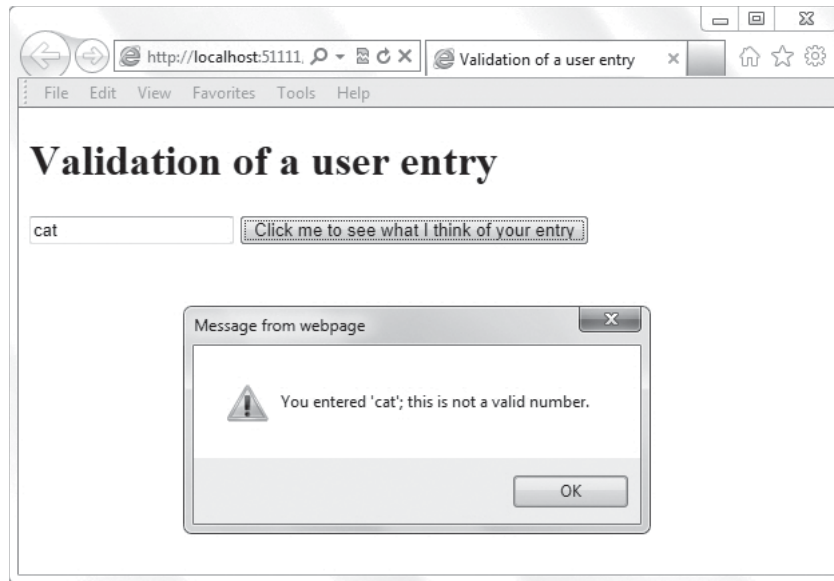 http://localhost:51111,
Validation of a user entry
File Edit View Favorites Tools Help
Validation of a user entry
cat
Click me to see what I think of your entry
Message from webpage
You entered 'cat'; this is not a valid number.
OK